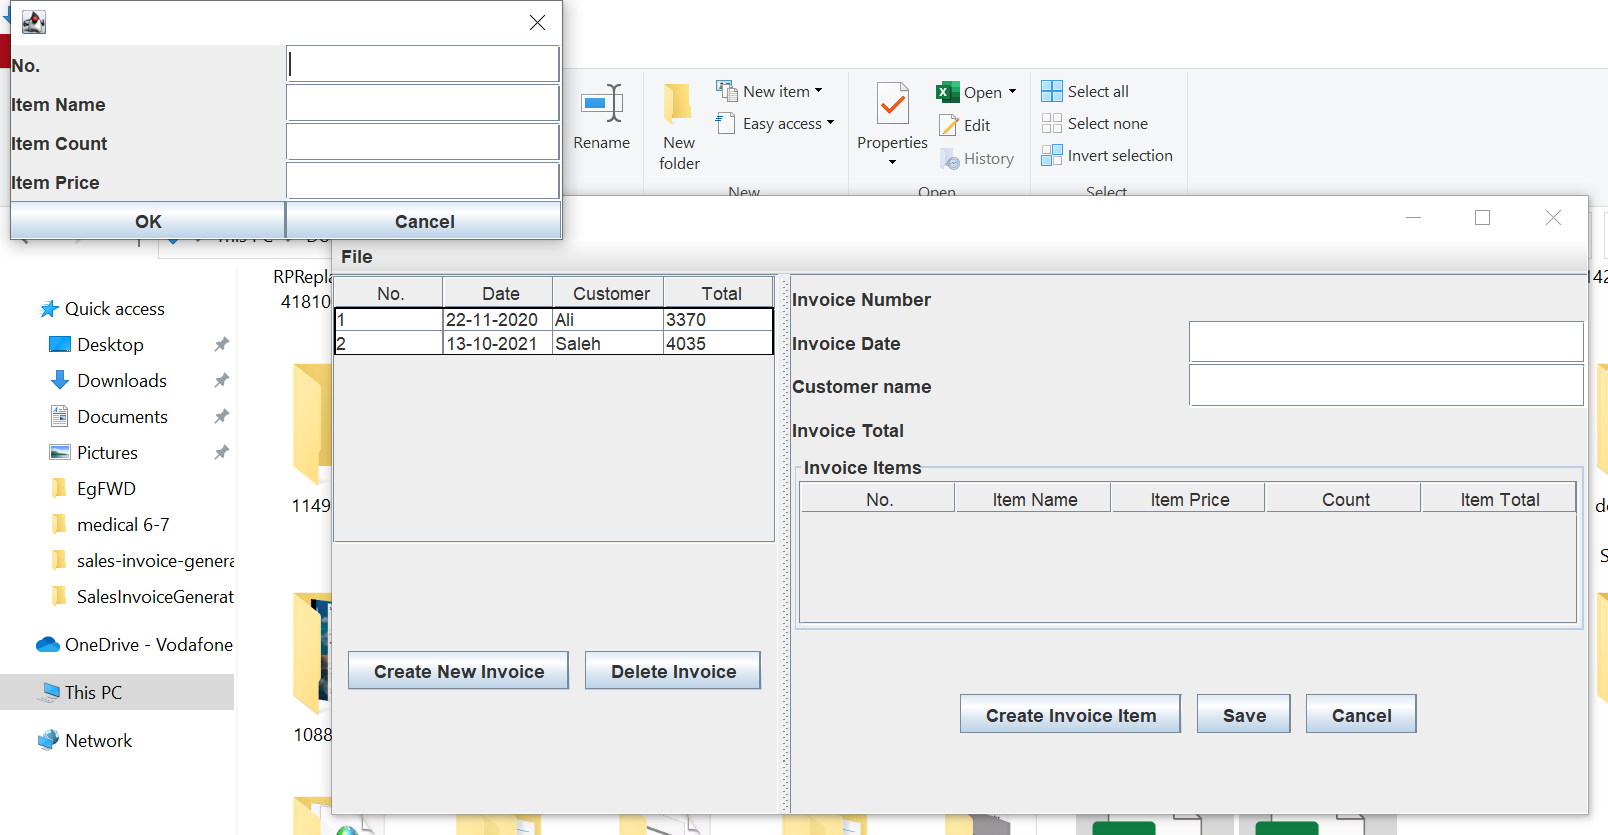 No.
Item Name
Item Count
Item Price
OK
Cancel
Rename
New folder
New item
Easy access
New
Properties
Open
Edit
History
Open
Select all
Select none
Invert selection
Select
This PC
RPRepla
41810
1149
1088
142
Quick access
Desktop
Downloads
Documents
Pictures
EgFWD
medical 6-7
sales-invoice-genera
SalesInvoiceGenerat
OneDrive - Vodafone
This PC
Network
File
No. Date Customer Total
1 22-11-2020 Ali 3370
2 13-10-2021 Saleh 4035
Create New Invoice Delete Invoice
Invoice Number
Invoice Date
Customer name
Invoice Total
Invoice Items
No. Item Name Item Price Count Item Total
Create Invoice Item Save Cancel